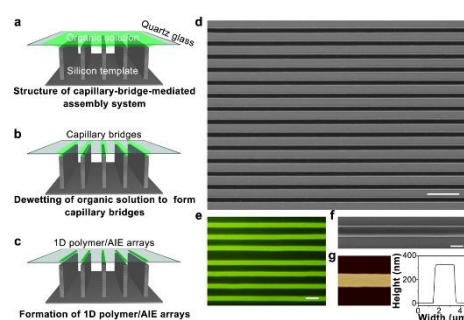 a
Quartz glass
Organic solution
Silicon template
Structure of capillary-bridge-mediated
assembly system
b
Capillary bridges
Dewetting of organic solution to form
capillary bridges
c
1D polymer/AIE arrays
Formation of 1D polymer/AIE arrays
d
e
f
g
Height (nm)
400
200
0
0 2 4
Width (μm